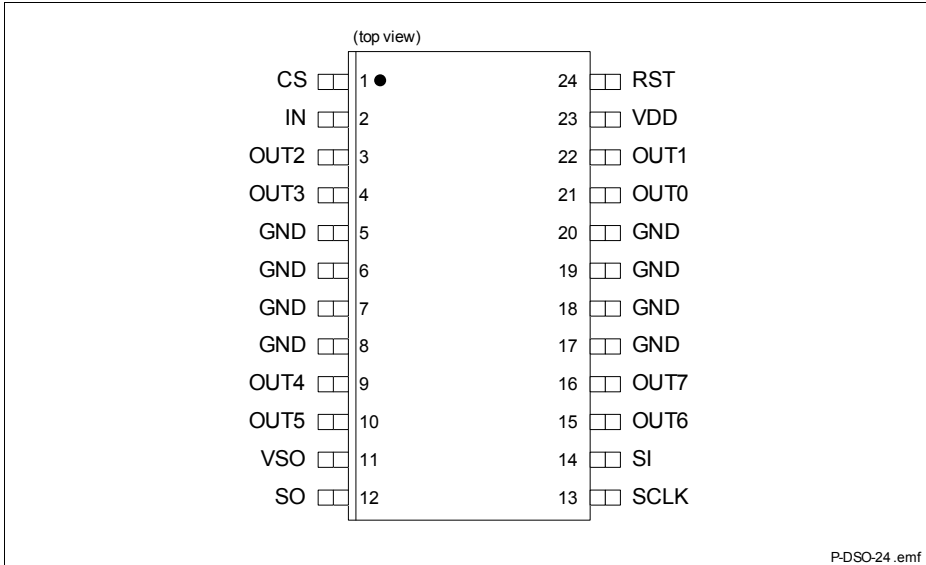 (top view)
CS 1 24 RST
IN 2 23 VDD
OUT2 3 22 OUT1
OUT3 4 21 OUT0
GND 5 20 GND
GND 6 19 GND
GND 7 18 GND
GND 8 17 GND
OUT4 9 16 OUT7
OUT5 10 15 OUT6
VSO 11 14 SI
SO 12 13 SCLK
P-DSO-24 .emf